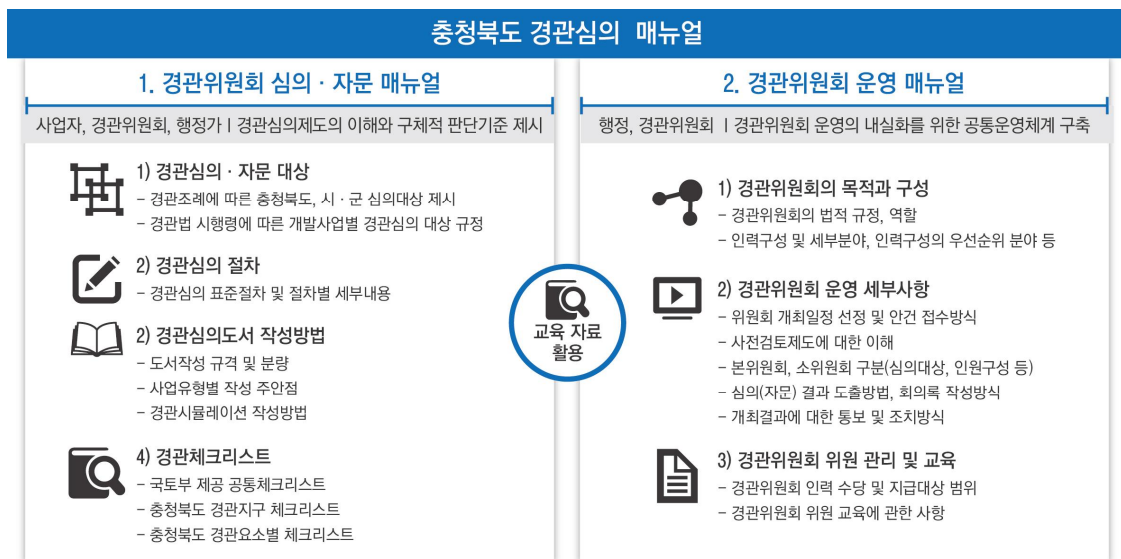 충청북도 경관심의 매뉴얼
1. 경관위원회 심의 · 자문 매뉴얼
사업자, 경관위원회, 행정가 I 경관심의제도의 이해와 구체적 판단기준 제시
1) 경관심의 · 자문 대상
- 경관조례에 따른 충청북도, 시 · 군 심의대상 제시
- 경관법 시행령에 따른 개발사업별 경관심의 대상 규정
2) 경관심의 절차
- 경관심의 표준절차 및 절차별 세부내용
2) 경관심의도서 작성방법
- 도서작성 규격 및 분량
- 사업유형별 작성 주안점
- 경관시뮬레이션 작성방법
4) 경관체크리스트
- 국토부 제공 공통체크리스트
- 충청북도 경관지구 체크리스트
- 충청북도 경관요소별 체크리스트
교육 자료
활용
2. 경관위원회 운영 매뉴얼
행정, 경관위원회 I 경관위원회 운영의 내실화를 위한 공통운영체계 구축
1) 경관위원회의 목적과 구성
- 경관위원회의 법적 규정, 역할
- 인력구성 및 세부분야, 인력구성의 우선순위 분야 등
2) 경관위원회 운영 세부사항
- 위원회 개최일정 선정 및 안건 접수방식
- 사전검토제도에 대한 이해
- 본위원회, 소위원회 구분(심의대상, 인원구성 등)
- 심의(자문) 결과 도출방법, 회의록 작성방식
- 개최결과에 대한 통보 및 조치방식
3) 경관위원회 위원 관리 및 교육
- 경관위원회 인력 수당 및 지급대상 범위
- 경관위원회 위원 교육에 관한 사항